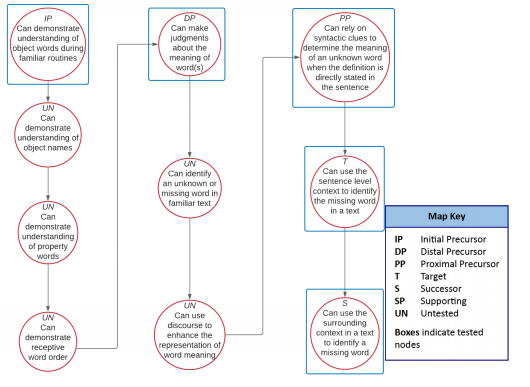 IP
Can demonstrate
understanding of
object words during
familiar routines
UN
Can
demonstrate
understanding of
object names
UN
Can
demonstrate
understanding
of property
words
UN
Can
demonstrate
receptive
word order
DP
Can make
judgments
about the
meaning of
word(s)
UN
Can identify
an unknown or
missing word in
familiar text
UN
Can use
discourse to
enhance the
representation of
word meaning
PP
Can rely on
syntactic clues to
determine the meaning
of an unknown word
when the definition is
directly stated in
the sentence
T
Can use the
sentence level
context to identify
the missing word
in a text
S
Can use the
surrounding
context in a text
to identify a
missing word
Map Key
IP Initial Precursor
DP Distal Precursor
PP Proximal Precursor
T Target
S Successor
SP Supporting
UN Untested
Boxes indicate tested
nodes